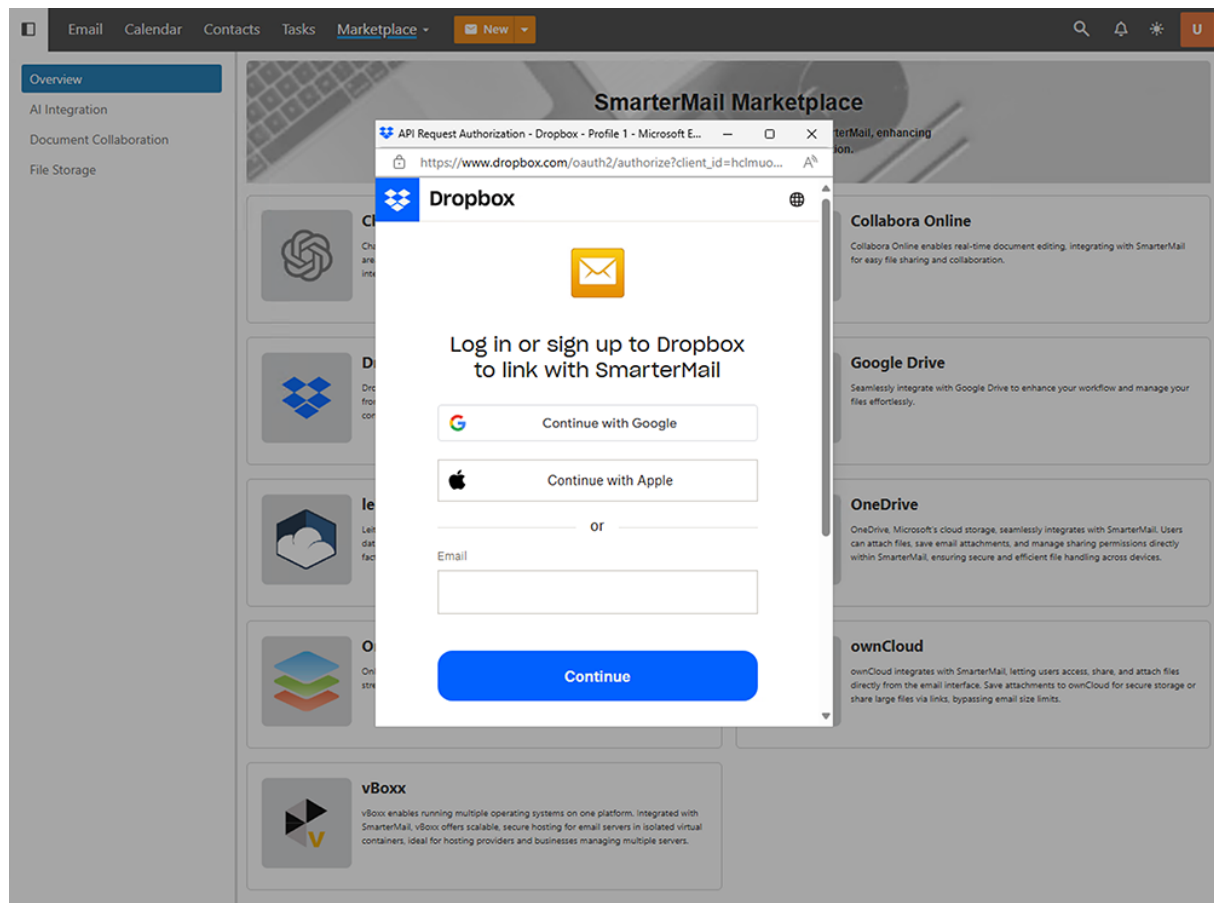 Email Calendar Contacts Tasks Marketplace New U
Overview
AI Integration
Document Collaboration
File Storage
SmarterMail Marketplace
enhancing
API Request Authorization - Dropbox - Profile 1 - Microsoft E...
https://www.dropbox.com/oauth2/authorize?client_id=hclmuo...
Dropbox
Log in or sign up to Dropbox
to link with SmarterMail
Continue with Google
Continue with Apple
or
Email
Continue
Collabora Online
Collabora Online enables real-time document editing, integrating with SmarterMail
for easy file sharing and collaboration.
Google Drive
Seamlessly integrate with Google Drive to enhance your workflow and manage your
files effortlessly.
OneDrive
OneDrive, Microsoft's cloud storage, seamlessly integrates with SmarterMail. Users
can attach files, save email attachments, and manage sharing permissions directly
within SmarterMail, ensuring secure and efficient file handling across devices.
ownCloud
ownCloud integrates with SmarterMail, letting users access, share, and attach files
directly from the email interface. Save attachments to ownCloud for secure storage or
share large files via links, bypassing email size limits.
vBoxx
vBoxx enables running multiple operating systems on one platform. Integrated with
SmarterMail, vBoxx offers scalable, secure hosting for email servers in isolated virtual
containers, ideal for hosting providers and businesses managing multiple servers.